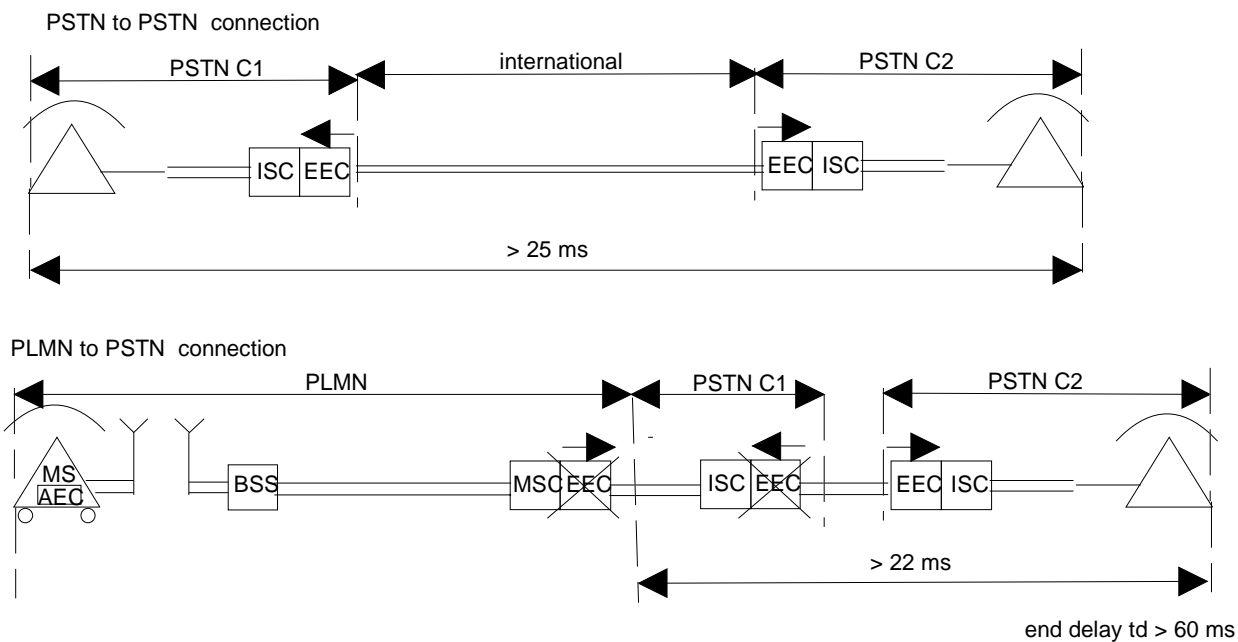 PSTN to PSTN connection
PSTN C1
international
PSTN C2
ISC EEC
EEC ISC
> 25 ms
PLMN to PSTN connection
PLMN
PSTN C1
PSTN C2
MS
AEC
BSS
MSC EEC
ISC EEC
EEC ISC
> 22 ms
end delay td > 60 ms